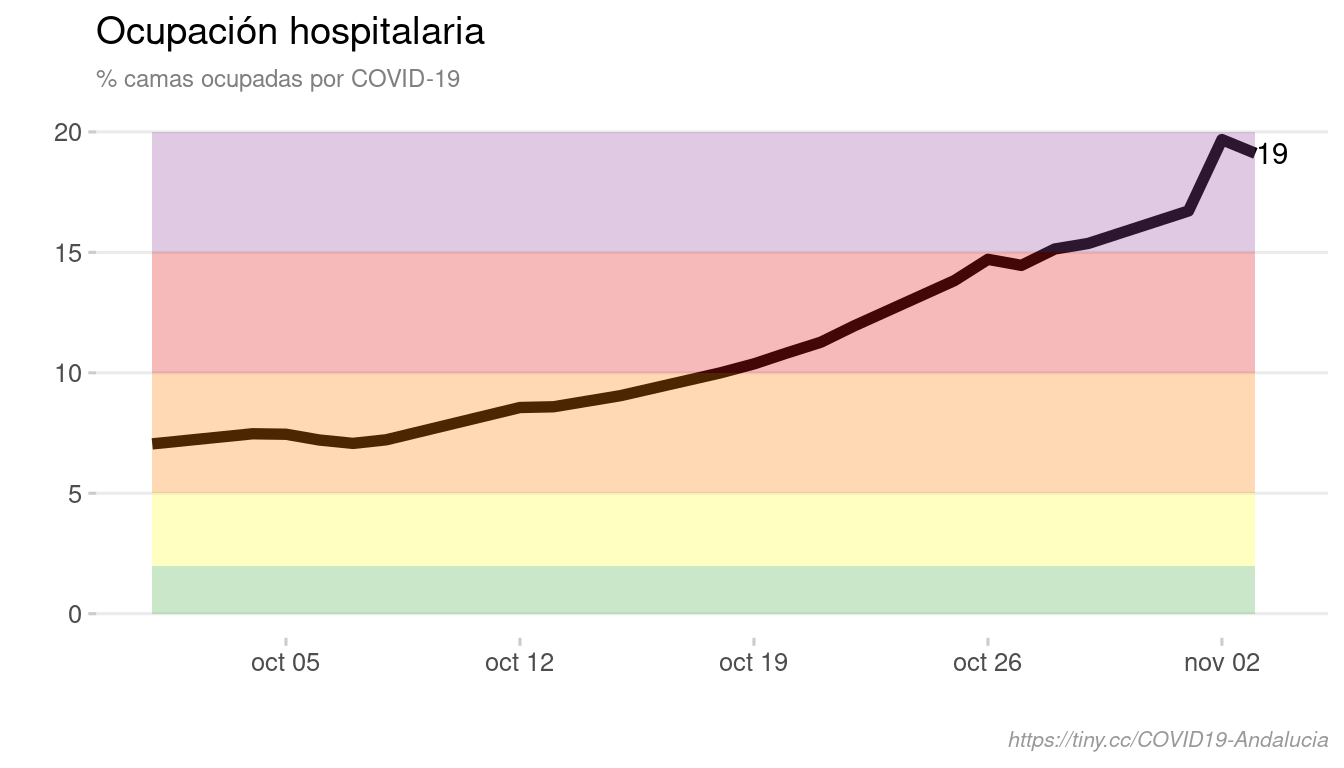 Ocupación hospitalaria
% camas ocupadas por COVID-19
20
19
15
10
5
0
oct 05 oct 12 oct 19 oct 26 nov 02
https://tiny.cc/COVID19-Andalucia